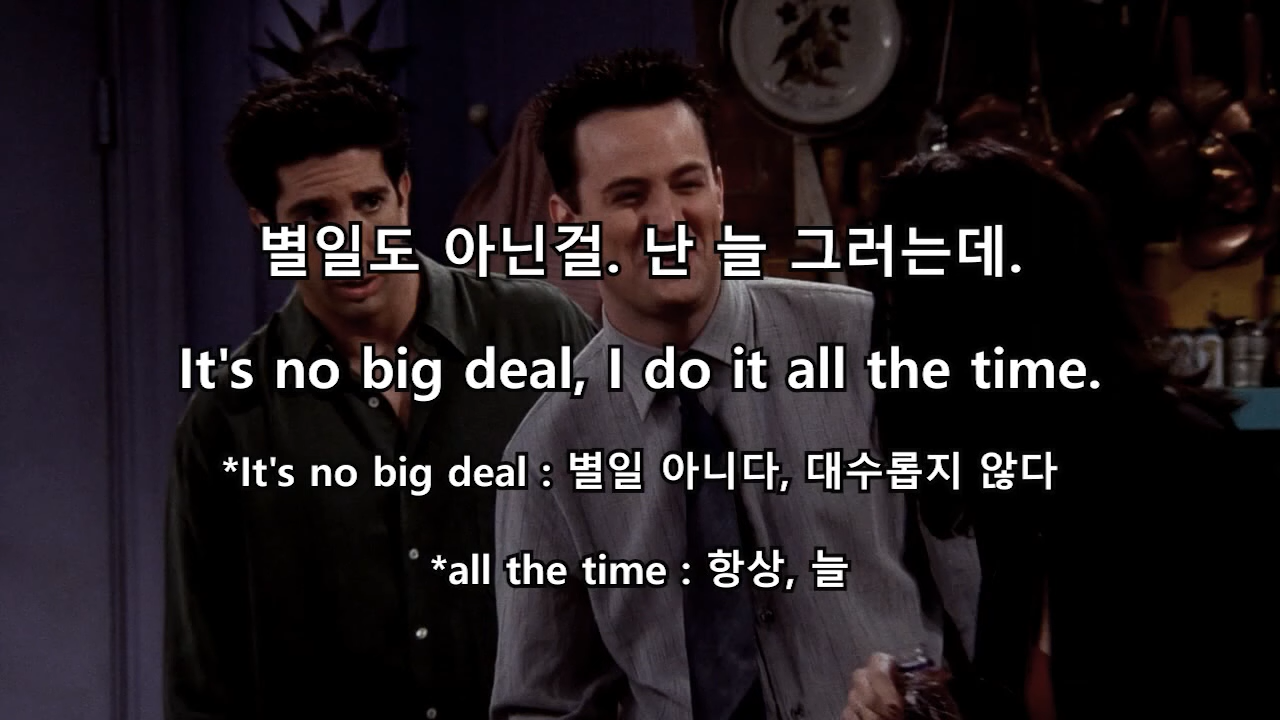 별일도 아닌걸. 난 늘 그러는데.
It's no big deal, I do it all the time.
*It's no big deal : 별일 아니다, 대수롭지 않다
*all the time : 항상, 늘